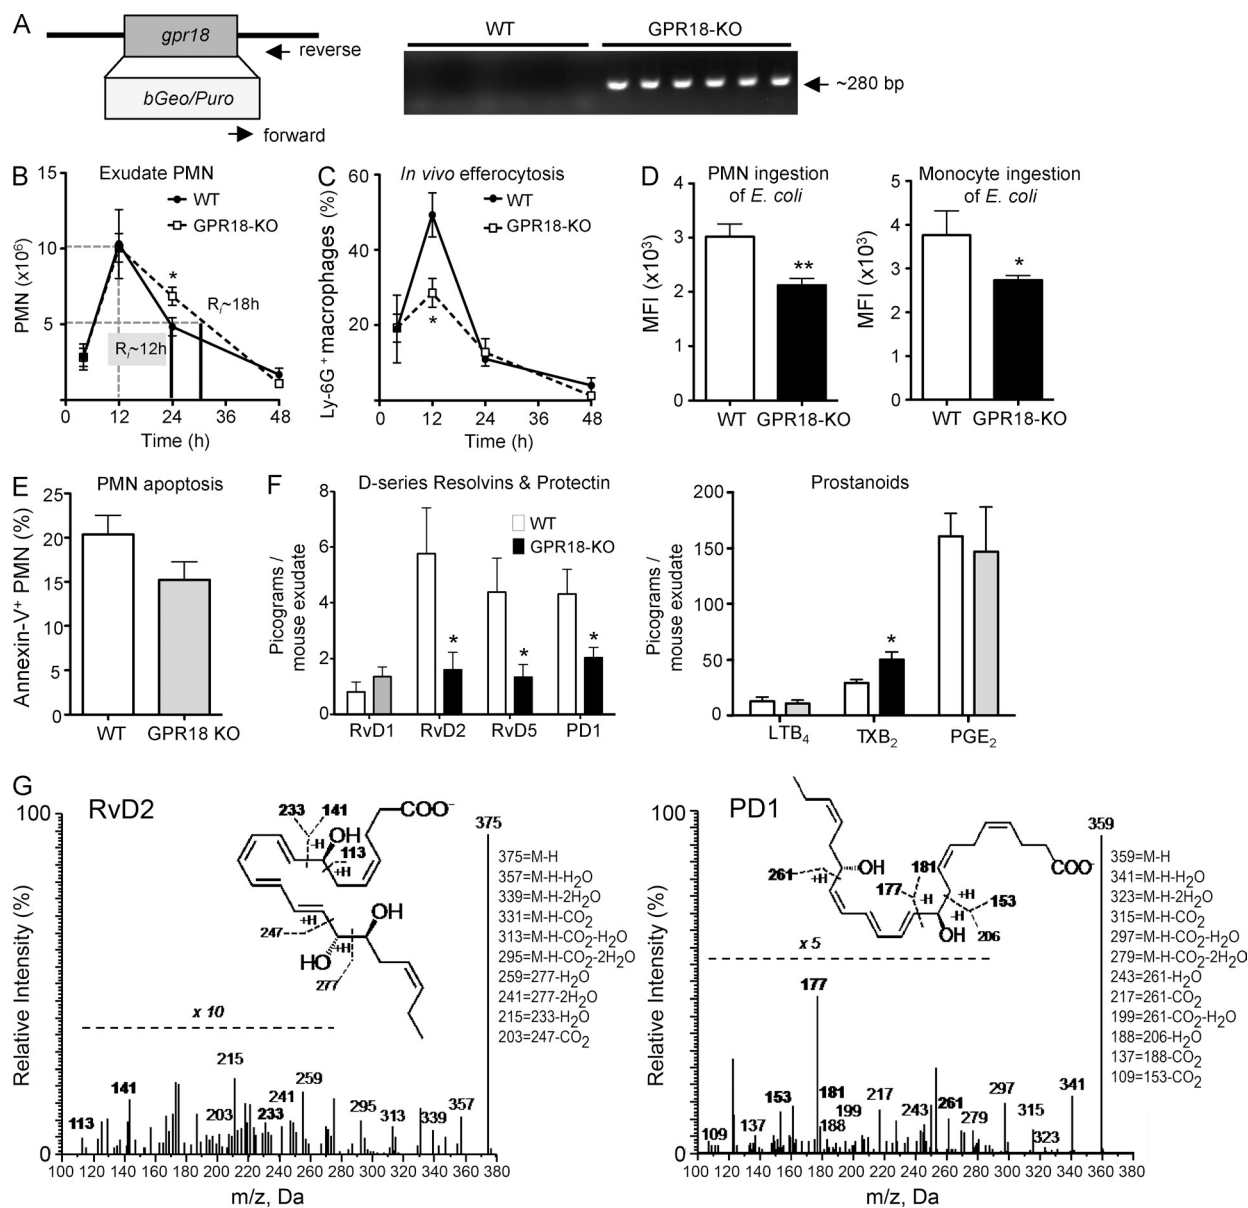 A
gpr18
reverse
bGeo/Puro
forward
WT
GPR18-KO
~280 bp
B
Exudate PMN
WT
GPR18-KO
PMN (x10⁶)
15
10
5
0
*
Rᵢ~18h
Rᵢ~12h
0 12 24 36 48
Time (h)
C
In vivo efferocytosis
WT
GPR18-KO
Ly-6G⁺ macrophages (%)
60
40
20
*
0 12 24 36 48
Time (h)
D
PMN ingestion
of E. coli
MFI (x10³)
4
3
2
1
0
**
WT GPR18-KO
Monocyte ingestion
of E. coli
MFI (x10³)
5
4
3
2
1
0
*
WT GPR18-KO
E
PMN apoptosis
Annexin-V⁺ PMN (%)
25
20
15
10
5
0
WT GPR18 KO
F
D-series Resolvins & Protectin
WT
GPR18-KO
Picograms /
mouse exudate
8
6
4
2
0
* * *
RvD1 RvD2 RvD5 PD1
Prostanoids
Picograms /
mouse exudate
200
150
100
50
0
*
LTB₄ TXB₂ PGE₂
G
RvD2
Relative Intensity (%)
100
0
233 141
-H
OH
COO⁻
113
+H
247
+H
OH
+H
HO
277
x 10
375
375=M-H
357=M-H-H₂O
339=M-H-2H₂O
331=M-H-CO₂
313=M-H-CO₂-H₂O
295=M-H-CO₂-2H₂O
259=277-H₂O
241=277-2H₂O
215=233-H₂O
203=247-CO₂
113 141 203 215 233 241 259 295 313 339 357
100 120 140 160 180 200 220 240 260 280 300 320 340 360 380
m/z, Da
PD1
Relative Intensity (%)
100
0
261
+H
OH
177
181
-H
+H
-H
153
206
OH
COO⁻
x 5
359
359=M-H
341=M-H-H₂O
323=M-H-2H₂O
315=M-H-CO₂
297=M-H-CO₂-H₂O
279=M-H-CO₂-2H₂O
243=261-H₂O
217=261-CO₂
199=261-CO₂-H₂O
188=206-H₂O
137=188-CO₂
109=153-CO₂
109 137 153 177 181 188 199 217 243 261 279 297 315 323 341
100 120 140 160 180 200 220 240 260 280 300 320 340 360 380
m/z, Da